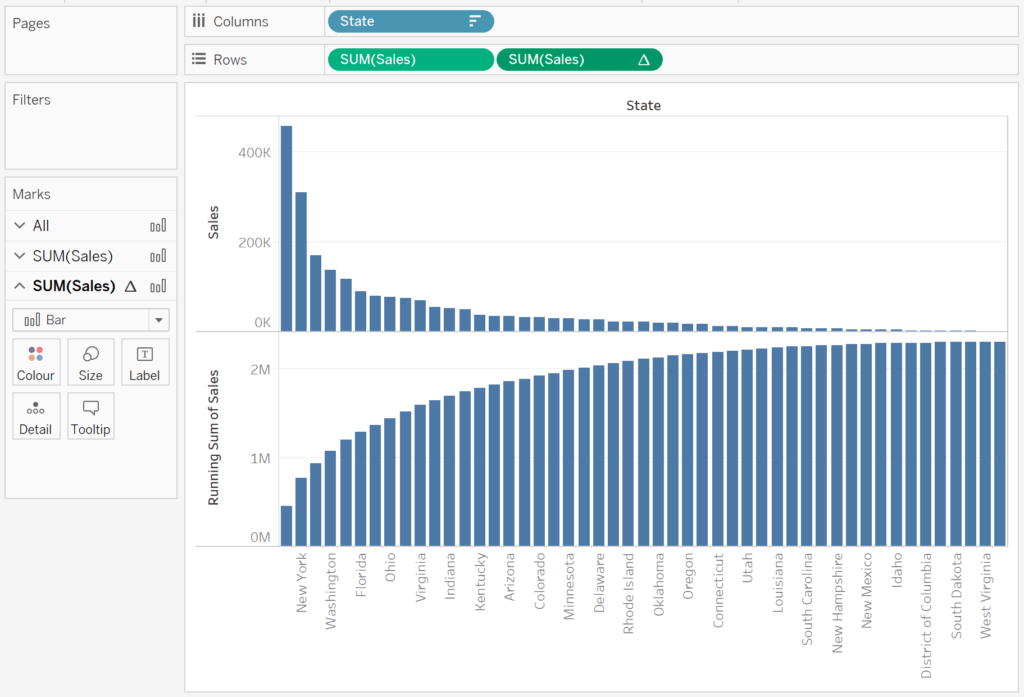 Pages
Columns
State
Rows
SUM(Sales)
SUM(Sales) Δ
Filters
Marks
All
SUM(Sales)
SUM(Sales) Δ
Bar
Colour
Size
T
Label
Detail
Tooltip
State
Sales
400K
200K
0K
Running Sum of Sales
2M
1M
0M
New York
Washington
Florida
Ohio
Virginia
Indiana
Kentucky
Arizona
Colorado
Minnesota
Delaware
Rhode Island
Oklahoma
Oregon
Connecticut
Utah
Louisiana
South Carolina
New Hampshire
New Mexico
Idaho
District of Columbia
South Dakota
West Virginia